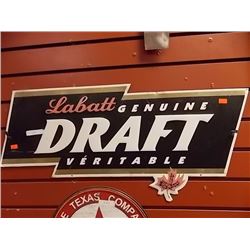 Labatt GENUINE
DRAFT
VÉRITABLE
TEXAS COMPA